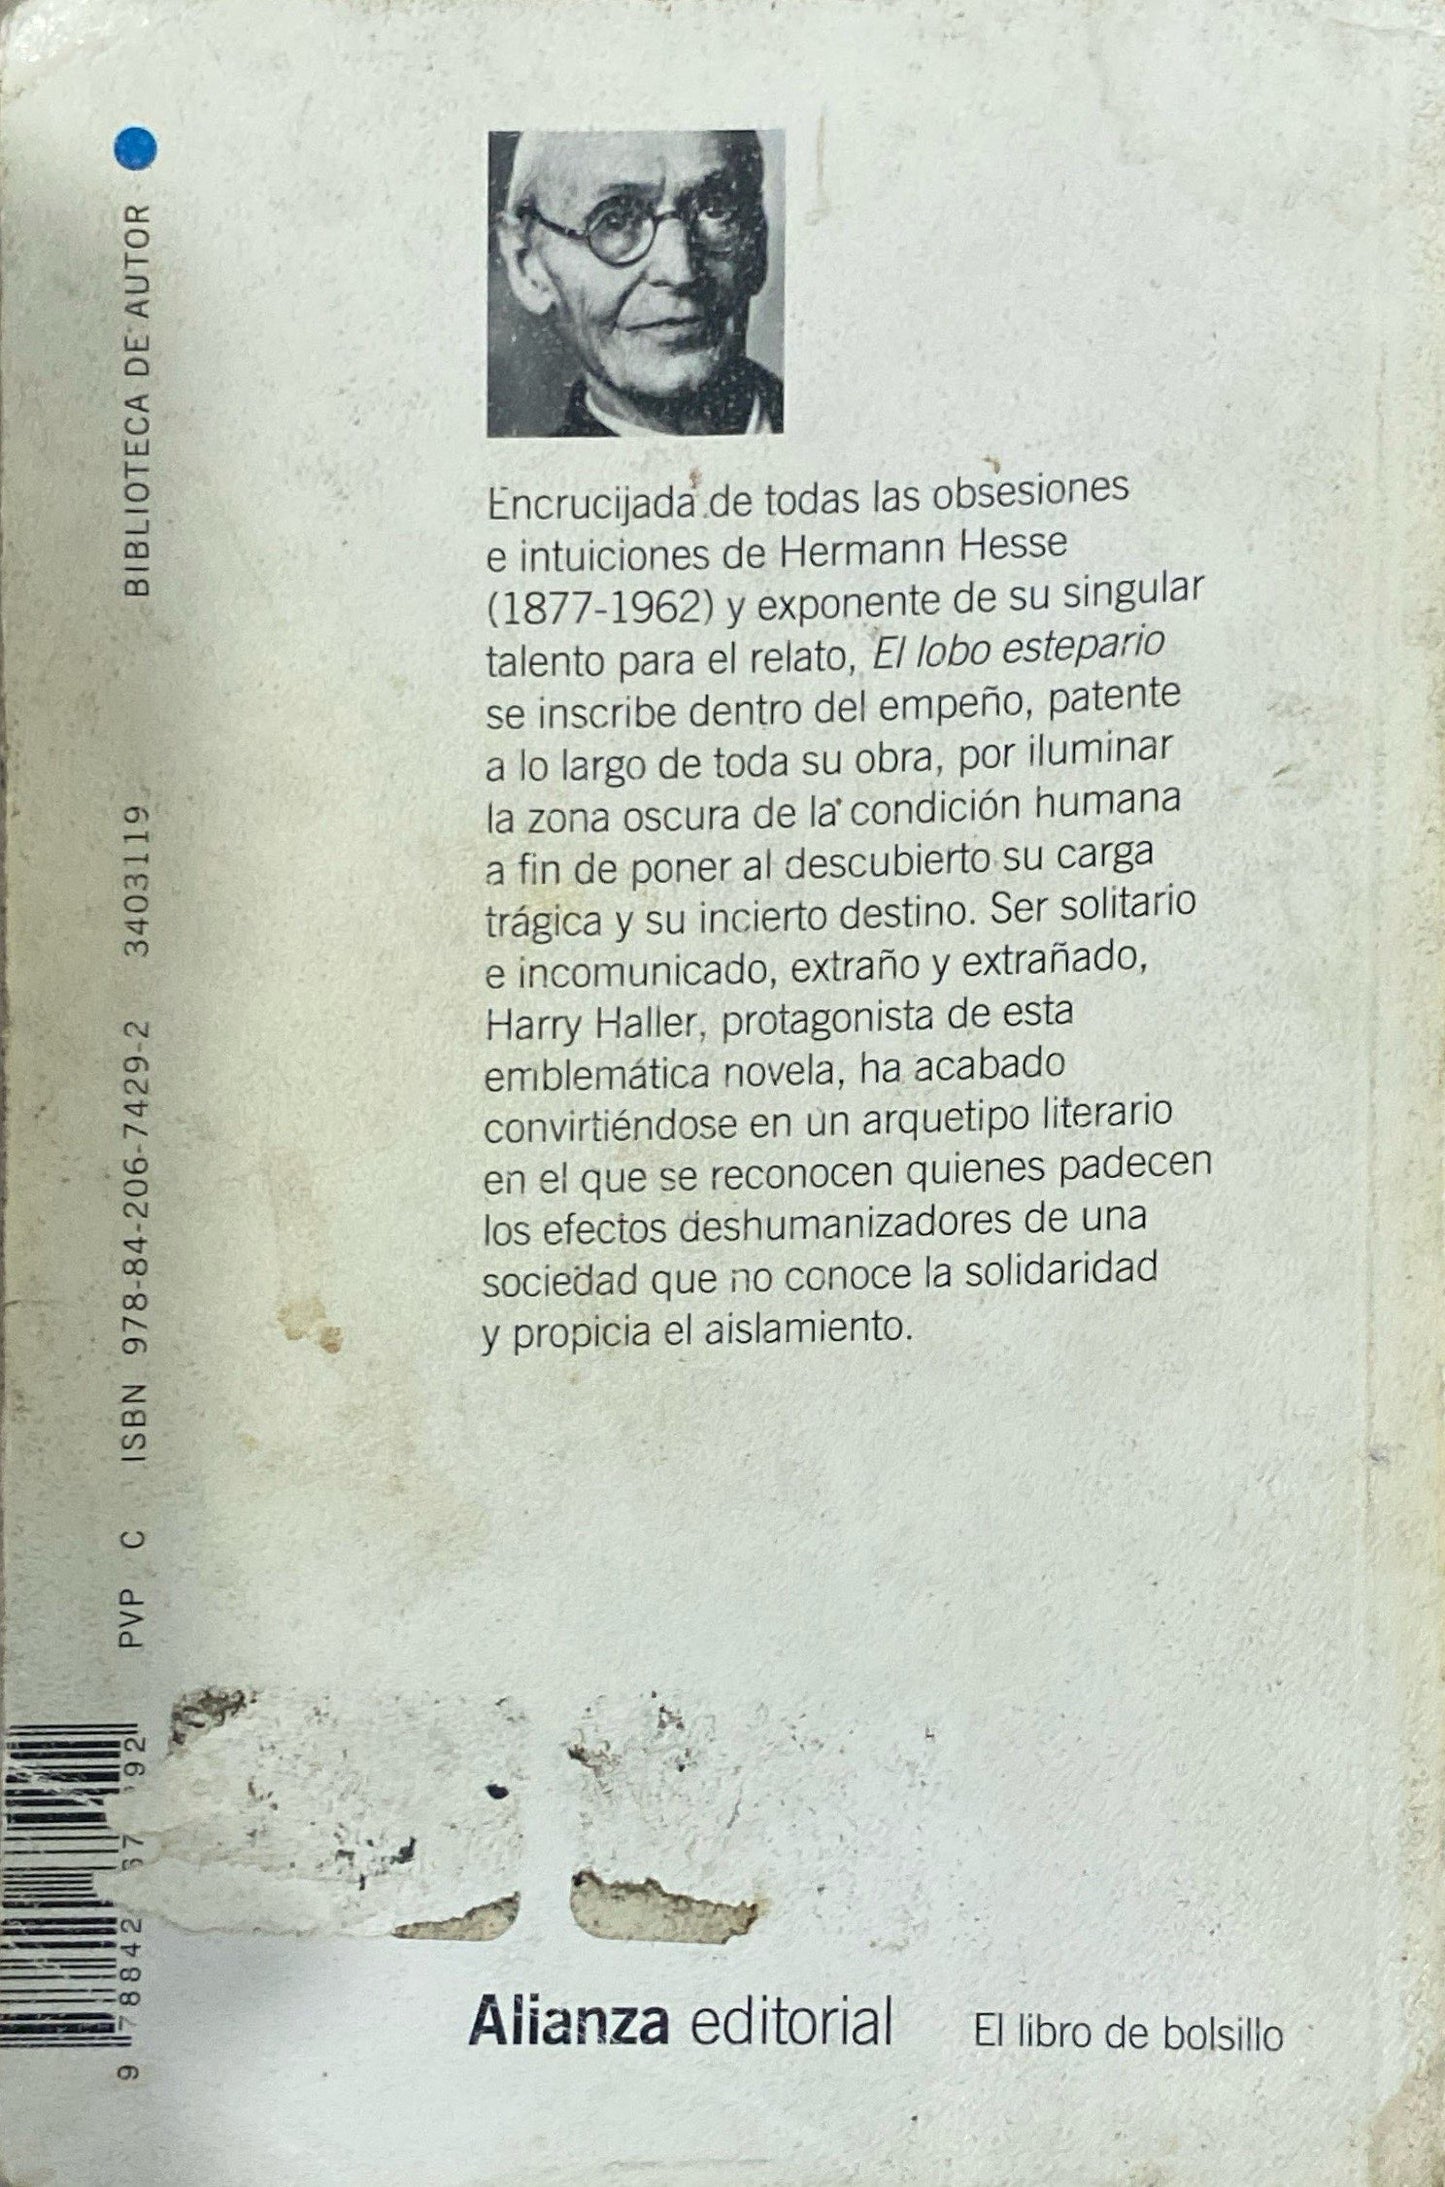 BIBLIOTECA DE AUTOR
Encrucijada de todas las obsesiones
e intuiciones de Hermann Hesse
(1877-1962) y exponente de su singular
talento para el relato, El lobo estepario
se inscribe dentro del empeño, patente
a lo largo de toda su obra, por iluminar
la zona oscura de la condición humana
a fin de poner al descubierto su carga
trágica y su incierto destino. Ser solitario
e incomunicado, extraño y extrañado,
Harry Haller, protagonista de esta
emblemática novela, ha acabado
convirtiéndose en un arquetipo literario
en el que se reconocen quienes padecen
los efectos deshumanizadores de una
sociedad que no conoce la solidaridad
y propicia el aislamiento.
PVP C ISBN 978-84-206-7429-2 3403119
9 78842 92
Alianza editorial
El libro de bolsillo